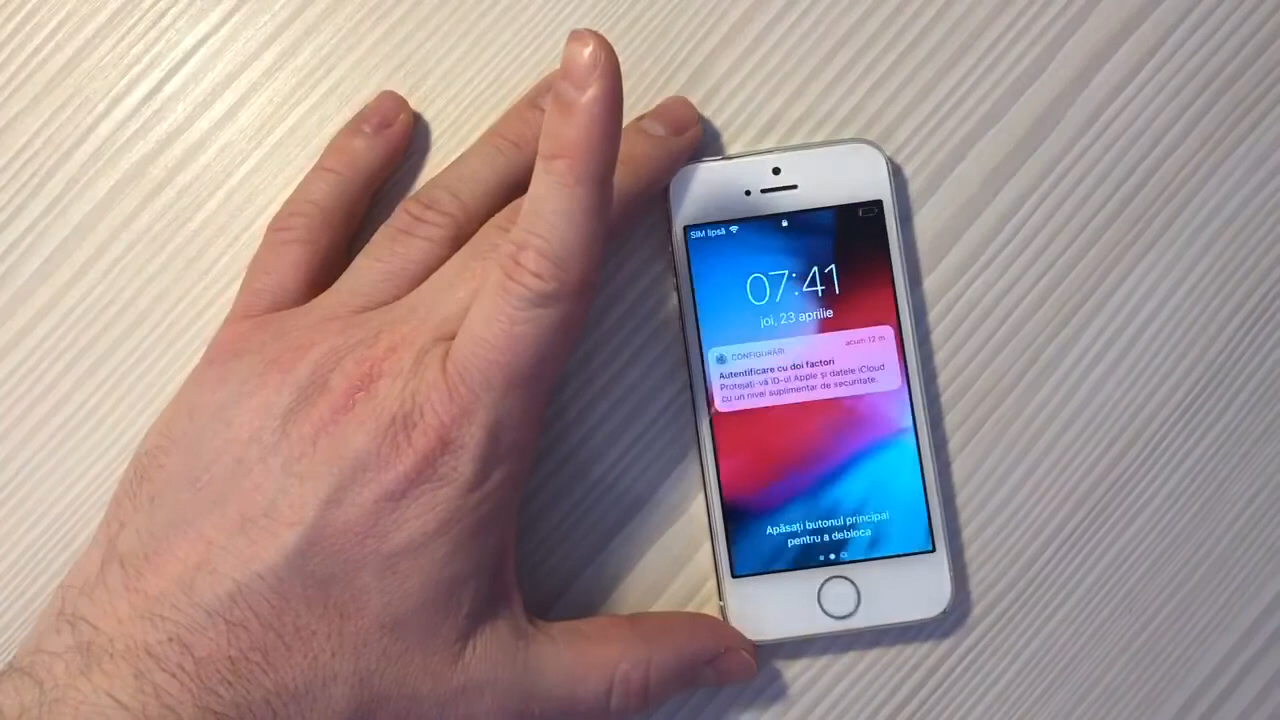 SIM lipsă
07:41
joi, 23 aprilie
CONFIGURĂRI
acum 12 m
Autentificare cu doi factori
Protejați-vă ID-ul Apple și datele iCloud
cu un nivel suplimentar de securitate.
Apăsați butonul principal
pentru a debloca